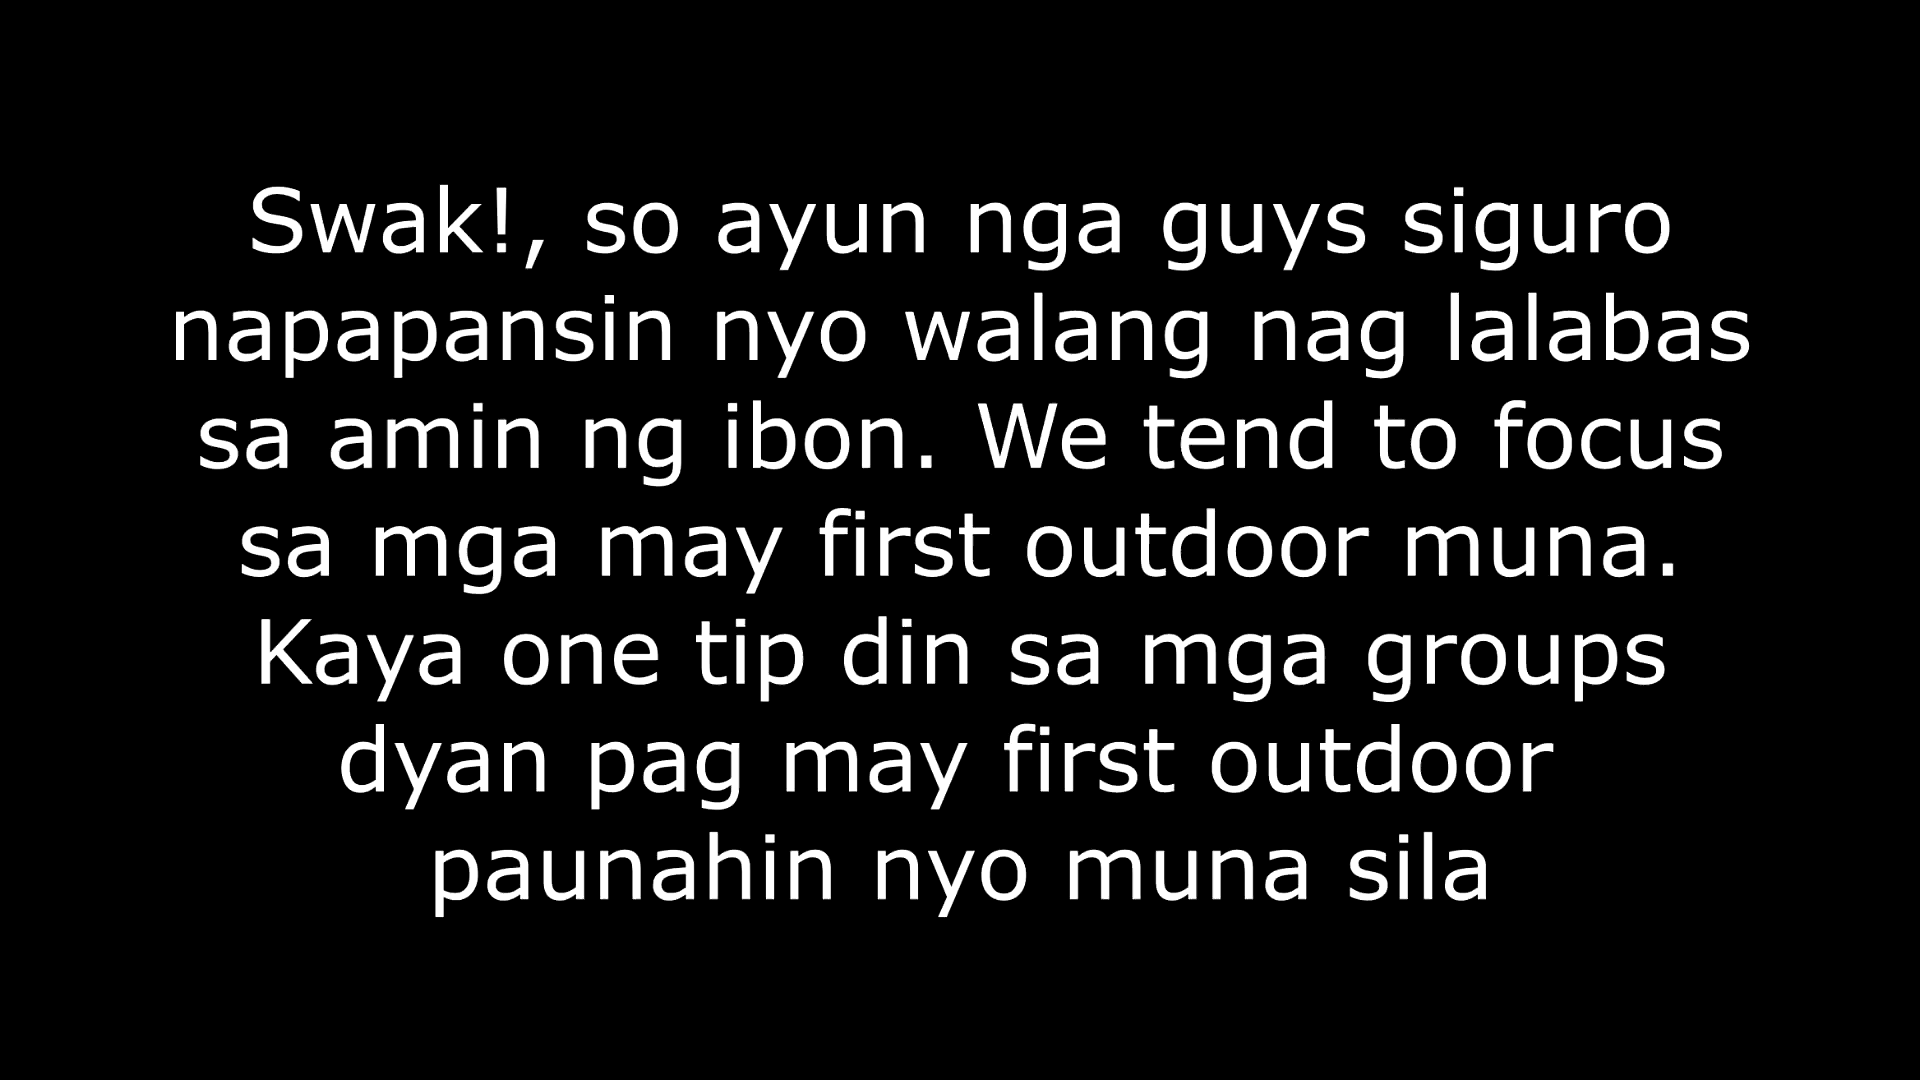 Swak!, so ayun nga guys siguro
napapansin nyo walang nag lalabas
sa amin ng ibon. We tend to focus
sa mga may first outdoor muna.
Kaya one tip din sa mga groups
dyan pag may first outdoor
paunahin nyo muna sila